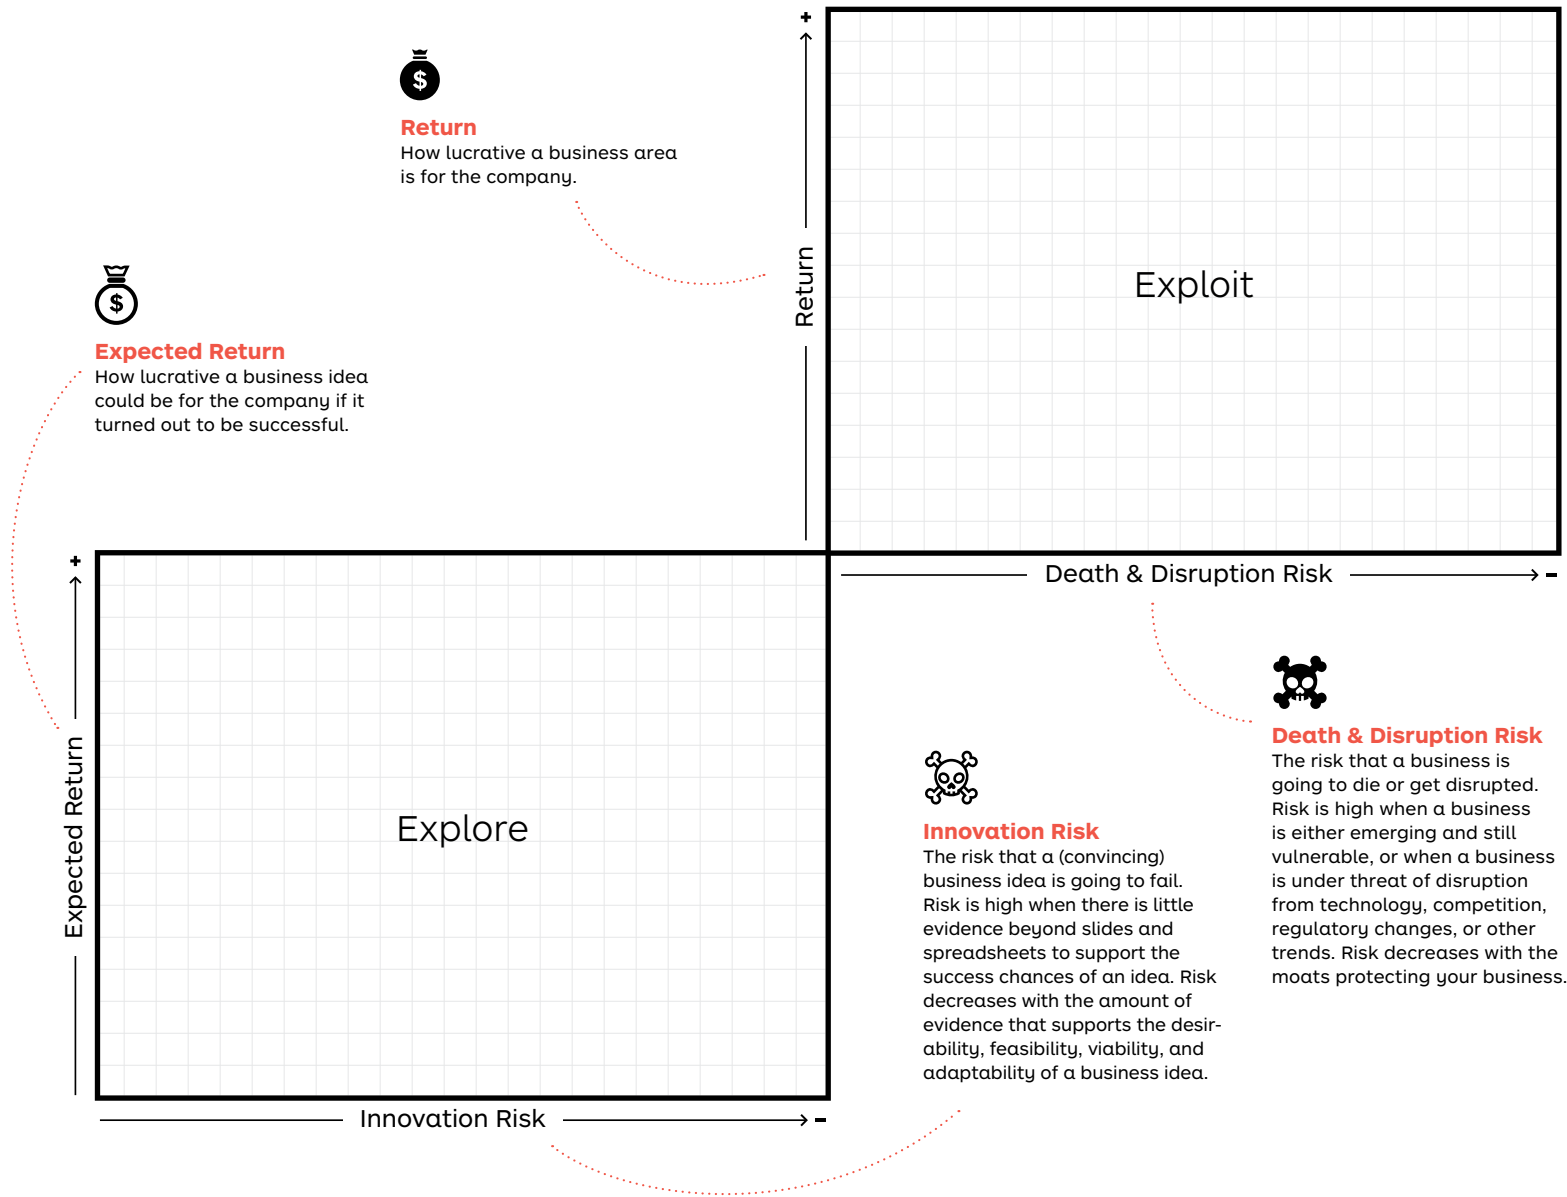 +
$
Return
How lucrative a business area
is for the company.
Return
Exploit
$
Expected Return
How lucrative a business idea
could be for the company if it
turned out to be successful.
+
Death & Disruption Risk
-
Expected Return
Explore
Death & Disruption Risk
The risk that a business is
going to die or get disrupted.
Risk is high when a business
is either emerging and still
vulnerable, or when a business
is under threat of disruption
from technology, competition,
regulatory changes, or other
trends. Risk decreases with the
moats protecting your business.
Innovation Risk
The risk that a (convincing)
business idea is going to fail.
Risk is high when there is little
evidence beyond slides and
spreadsheets to support the
success chances of an idea. Risk
decreases with the amount of
evidence that supports the desir-
ability, feasibility, viability, and
adaptability of a business idea.
Innovation Risk
-